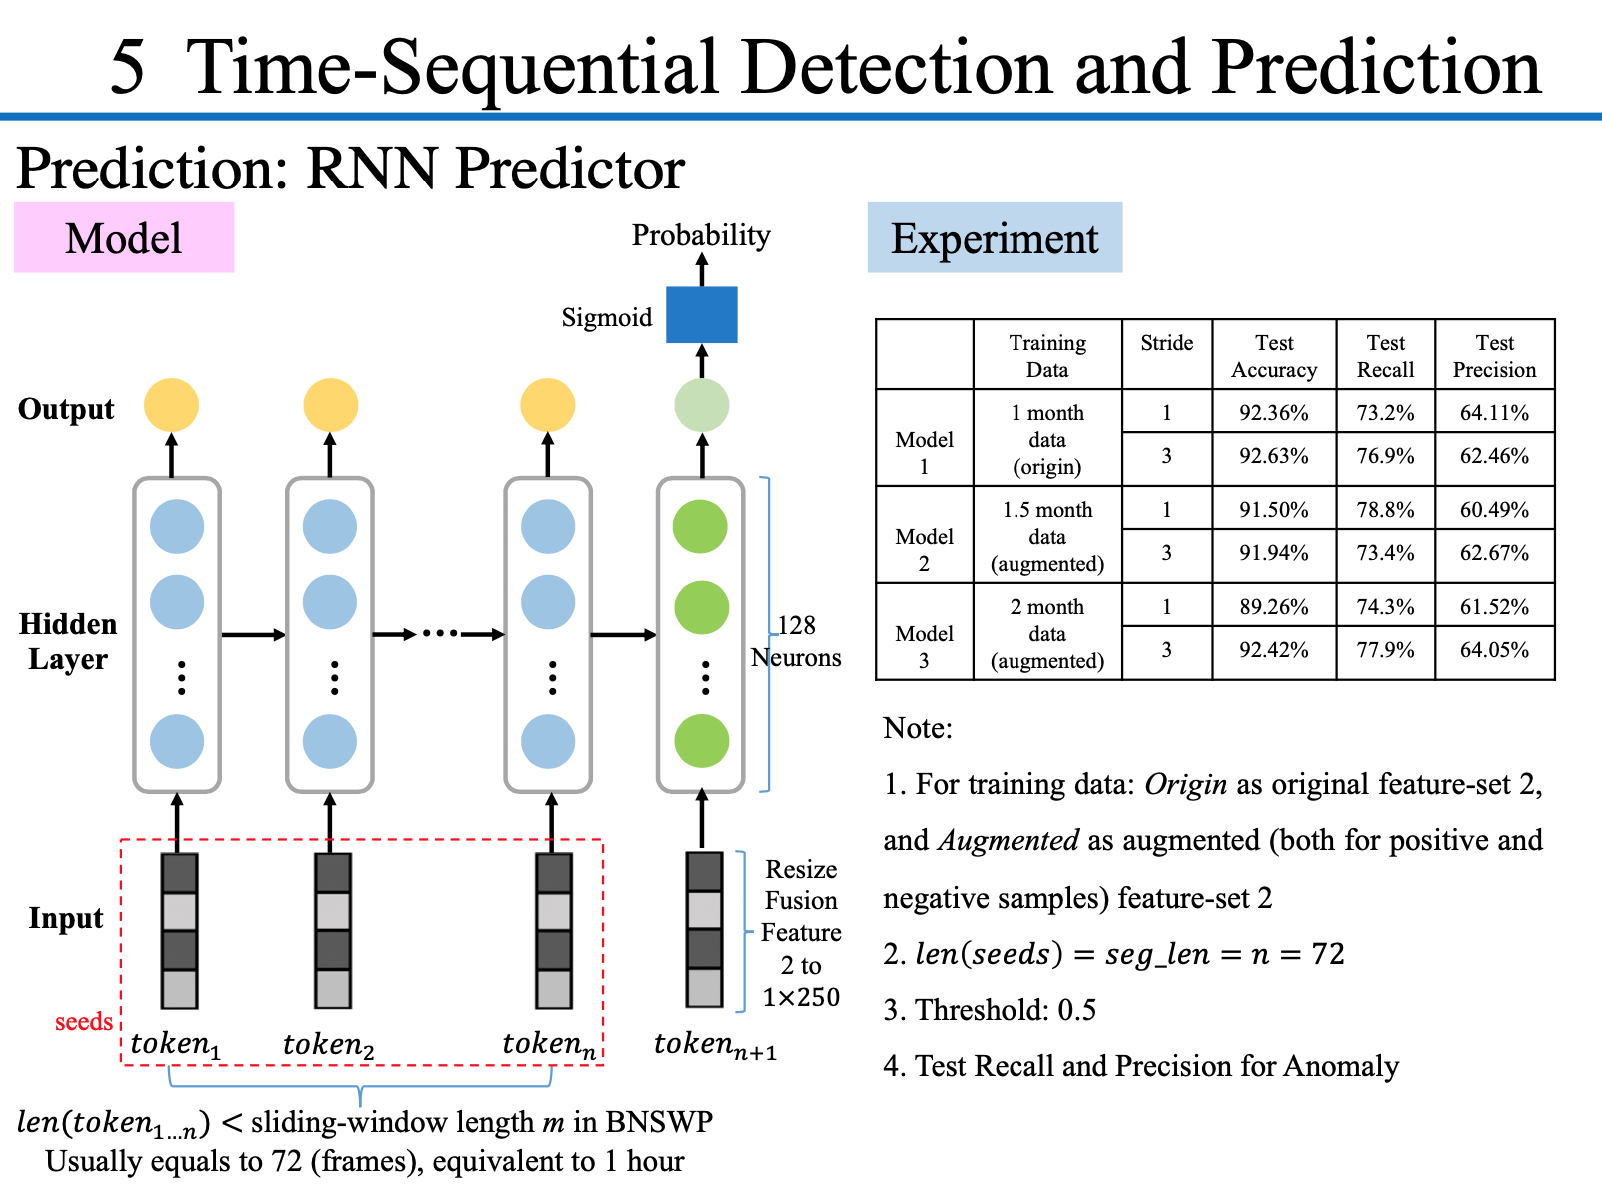 5 Time-Sequential Detection and Prediction
Prediction: RNN Predictor
Model
Probability
Sigmoid
Output
Hidden
Layer
128
Neurons
Input
Resize
Fusion
Feature
2 to
1×250
seeds
token₁
token₂
tokenₙ
tokenₙ₊₁
len(token₁…ₙ) < sliding-window length m in BNSWP
Usually equals to 72 (frames), equivalent to 1 hour
Experiment
Training Data Stride Test Accuracy Test Recall Test Precision
Model 1 1 month data (origin) 1 92.36% 73.2% 64.11%
3 92.63% 76.9% 62.46%
Model 2 1.5 month data (augmented) 1 91.50% 78.8% 60.49%
3 91.94% 73.4% 62.67%
Model 3 2 month data (augmented) 1 89.26% 74.3% 61.52%
3 92.42% 77.9% 64.05%
Note:
1. For training data: Origin as original feature-set 2,
and Augmented as augmented (both for positive and
negative samples) feature-set 2
2. len(seeds) = seg_len = n = 72
3. Threshold: 0.5
4. Test Recall and Precision for Anomaly